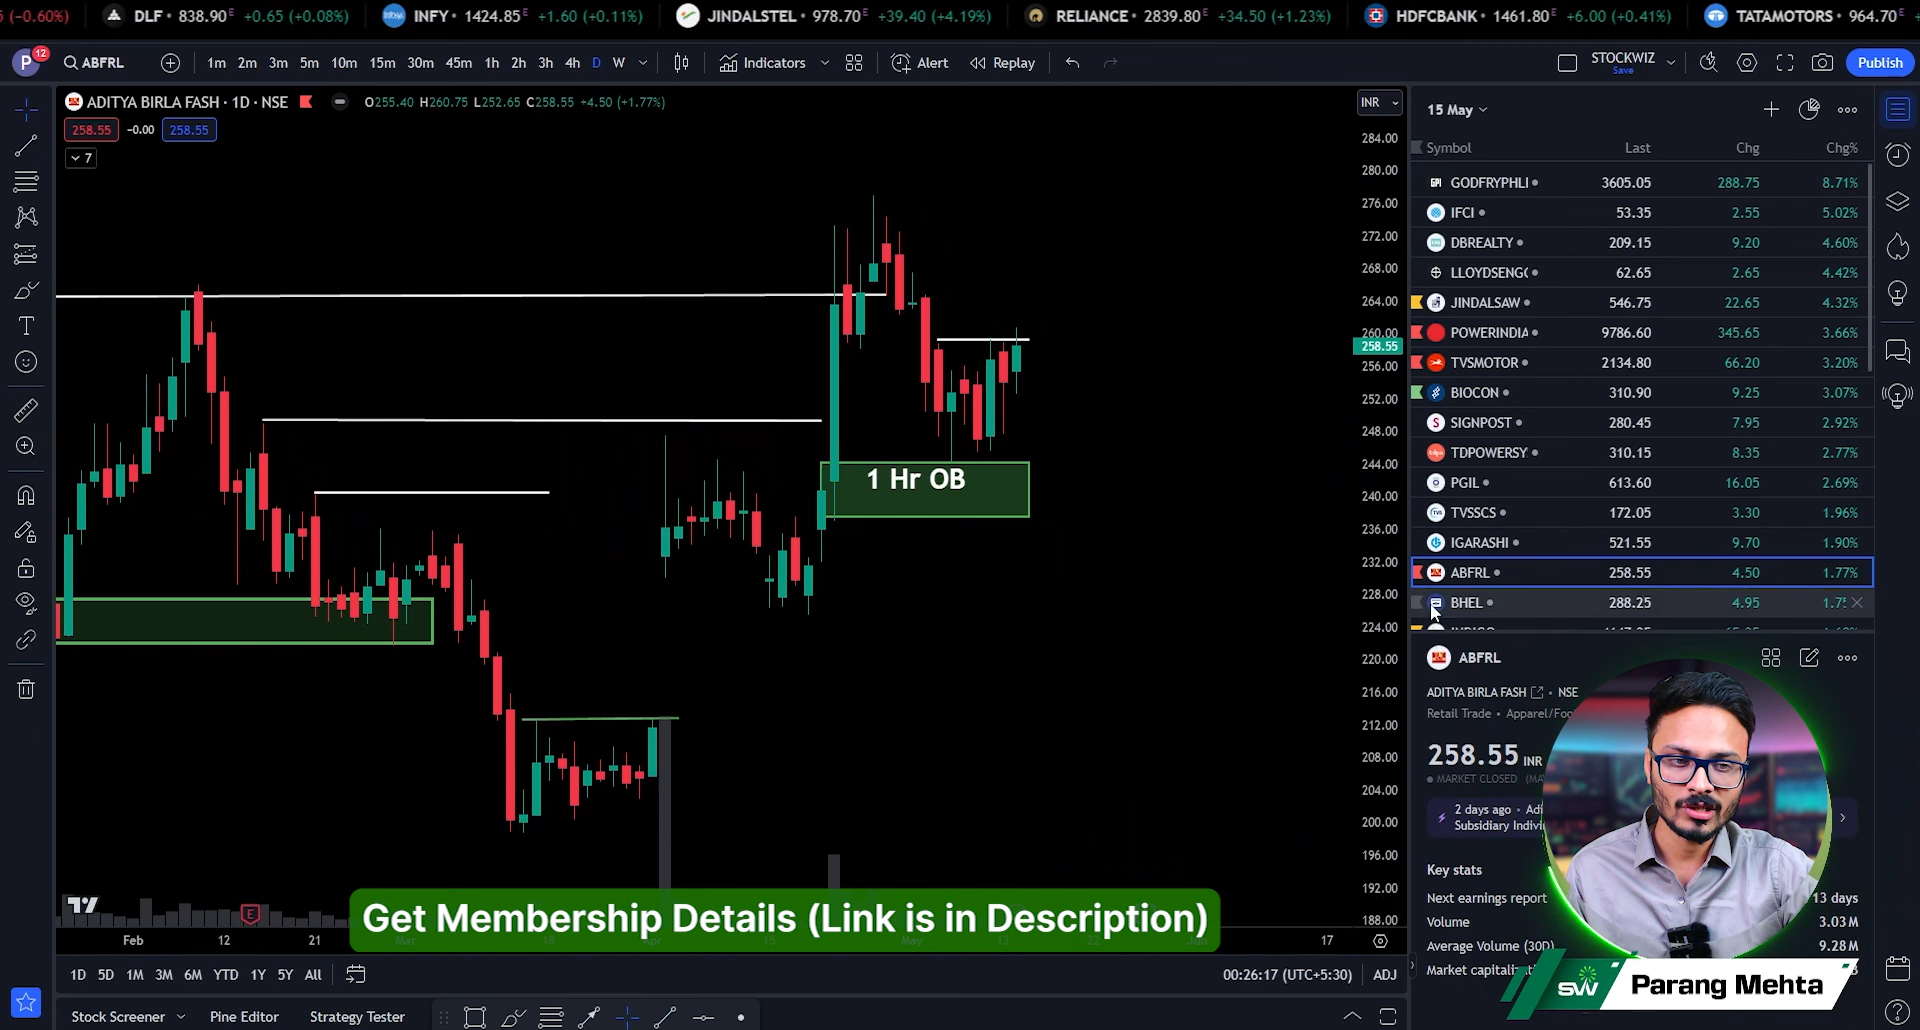 (-0.60%) DLF • 838.90 E +0.65 (+0.08%) INFY • 1424.85 E +1.60 (+0.11%) JINDALSTEL • 978.70 E +39.40 (+4.19%) RELIANCE • 2839.80 E +34.50 (+1.23%) HDFCBANK • 1461.80 E +6.00 (+0.41%) TATAMOTORS • 964.70 E
P 12 ABFRL 1m 2m 3m 5m 10m 15m 30m 45m 1h 2h 3h 4h D W Indicators Alert Replay STOCKWIZ Save Publish
ADITYA BIRLA FASH · 1D · NSE O255.40 H260.75 L252.65 C258.55 +4.50 (+1.77%) INR
258.55 -0.00 258.55
7
284.00
280.00
276.00
272.00
268.00
264.00
260.00
258.55
256.00
252.00
248.00
244.00
240.00
236.00
232.00
228.00
224.00
220.00
216.00
212.00
208.00
204.00
200.00
196.00
192.00
188.00
1 Hr OB
E
Get Membership Details (Link is in Description)
Feb 12 21 17
1D 5D 1M 3M 6M YTD 1Y 5Y All 00:26:17 (UTC+5:30) ADJ
Stock Screener Pine Editor Strategy Tester
15 May
Symbol Last Chg Chg%
GODFRYPHLI 3605.05 288.75 8.71%
IFCI 53.35 2.55 5.02%
DBREALTY 209.15 9.20 4.60%
LLOYDSENG 62.65 2.65 4.42%
JINDALSAW 546.75 22.65 4.32%
POWERINDIA 9786.60 345.65 3.66%
TVSMOTOR 2134.80 66.20 3.20%
BIOCON 310.90 9.25 3.07%
SIGNPOST 280.45 7.95 2.92%
TDPOWERSY 310.15 8.35 2.77%
PGIL 613.60 16.05 2.69%
TVSSCS 172.05 3.30 1.96%
IGARASHI 521.55 9.70 1.90%
ABFRL 258.55 4.50 1.77%
BHEL 288.25 4.95 1.7
ABFRL
ADITYA BIRLA FASH • NSE
Retail Trade • Apparel/Foo
258.55 INR
MARKET CLOSED (MA
2 days ago • Adi
Subsidiary Indivi
Key stats
Next earnings report 13 days
Volume 3.03 M
Average Volume (30D) 9.28 M
Market capitaliz
SW Parang Mehta